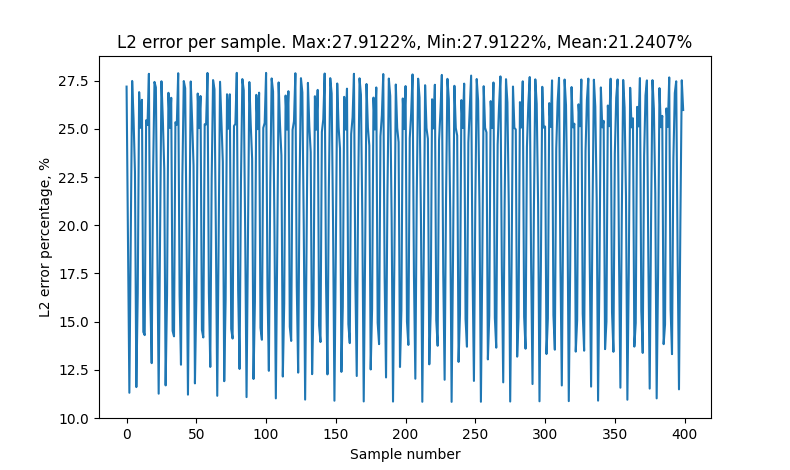 L2 error per sample. Max:27.9122%, Min:27.9122%, Mean:21.2407%
27.5
25.0
22.5
20.0
17.5
15.0
12.5
10.0
L2 error percentage, %
0 50 100 150 200 250 300 350 400
Sample number